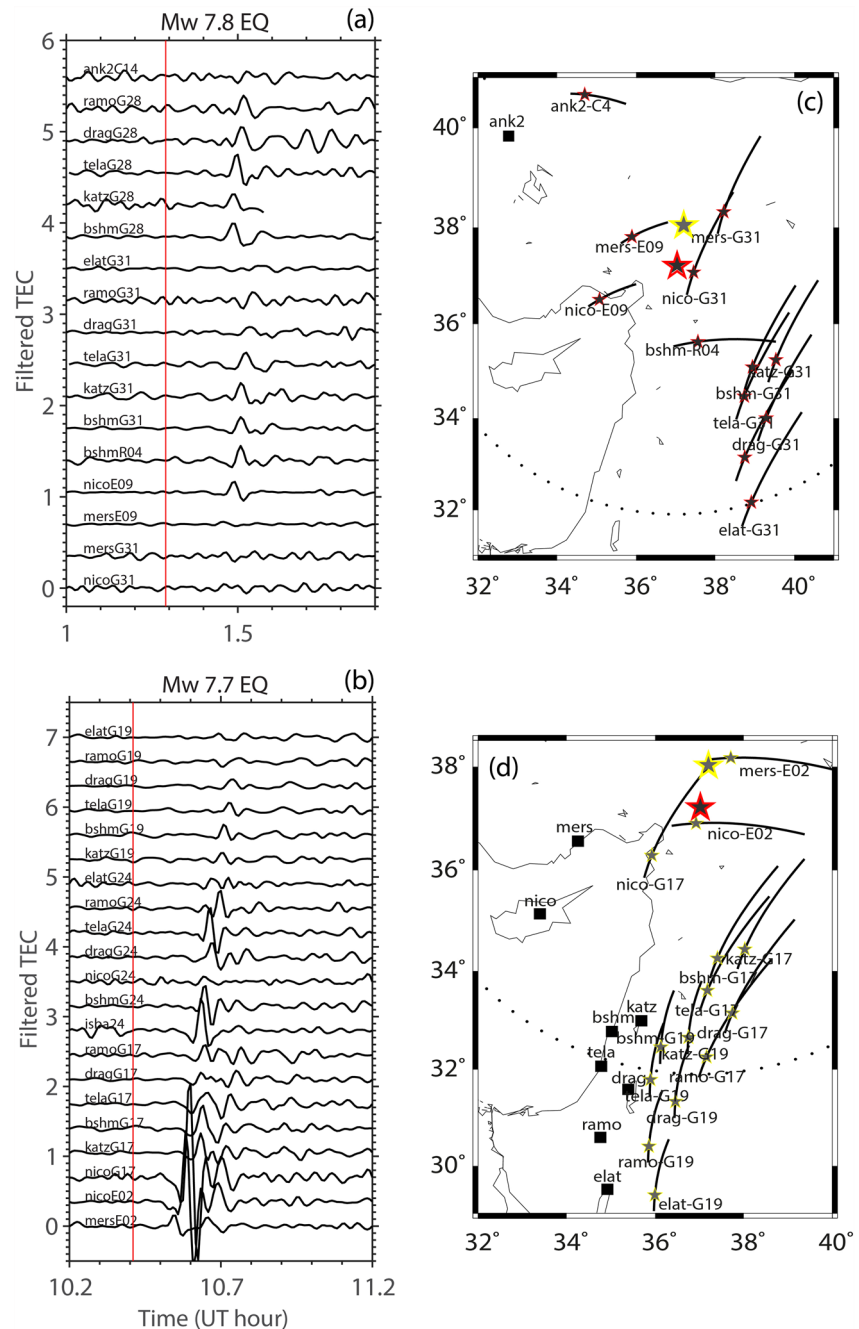 Mw 7.8 EQ
(a)
6
ank2C14
ramoG28
5
dragG28
telaG28
katzG28
4
bshmG28
elatG31
ramoG31
3
dragG31
telaG31
katzG31
2
bshmG31
bshmR04
nicoE09
1
mersE09
mersG31
nicoG31
0
Filtered TEC
1
1.5
(c)
40°
38°
36°
34°
32°
ank2
ank2-C4
mers-E09
mers-G31
nico-E09
nico-G31
bshm-R04
katz-G31
bshm-G31
tela-G31
drag-G31
elat-G31
32°
34°
36°
38°
40°
Mw 7.7 EQ
(b)
7
elatG19
ramoG19
dragG19
6
telaG19
bshmG19
katzG19
5
elatG24
ramoG24
telaG24
4
dragG24
nicoG24
bshmG24
3
jsba24
ramoG17
dragG17
2
telaG17
bshmG17
katzG17
1
nicoG17
nicoE02
mersE02
0
Filtered TEC
10.2
10.7
11.2
Time (UT hour)
(d)
38°
36°
34°
32°
30°
mers-E02
nico-E02
mers
nico-G17
nico
katz-G17
bshm-G17
tela-G17
katz
bshm
bshm-G19
drag-G17
katz-G19
tela
ramo-G17
drag
tela-G19
drag-G19
ramo
ramo-G19
elat
elat-G19
32°
34°
36°
38°
40°